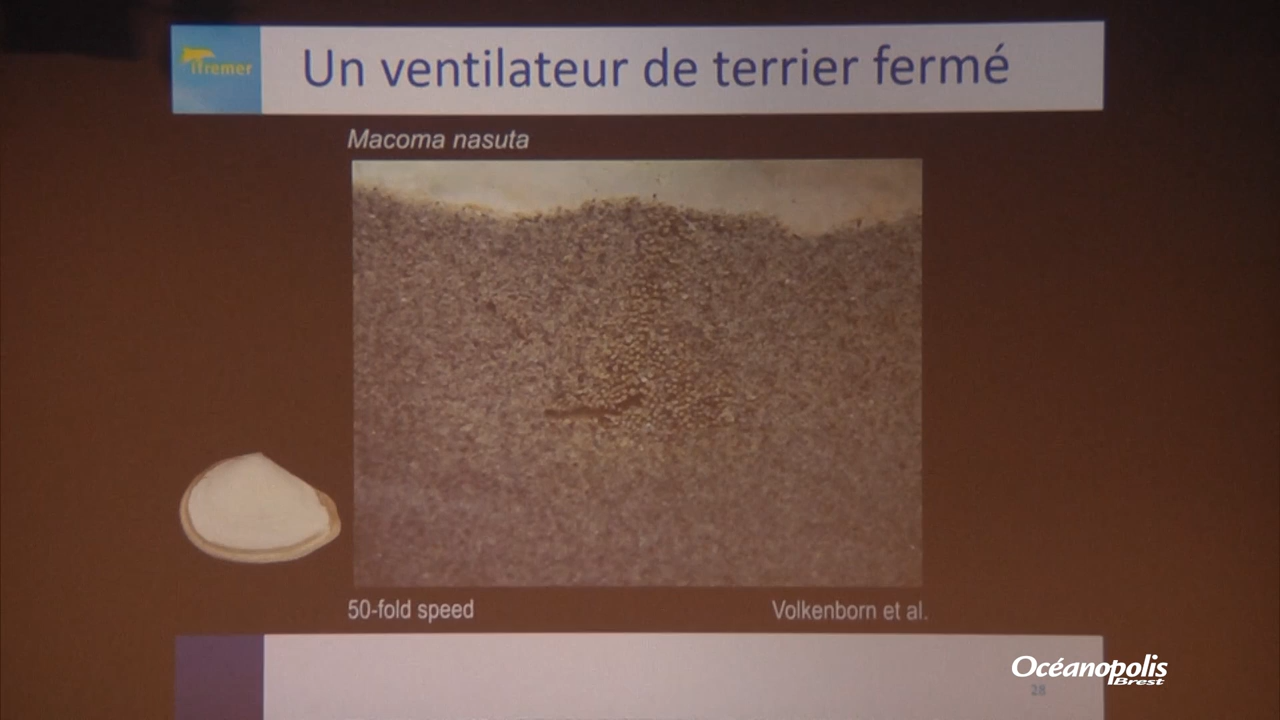 ifremer
Un ventilateur de terrier fermé
Macoma nasuta
50-fold speed
Volkenborn et al.
Océanopolis
Brest
28